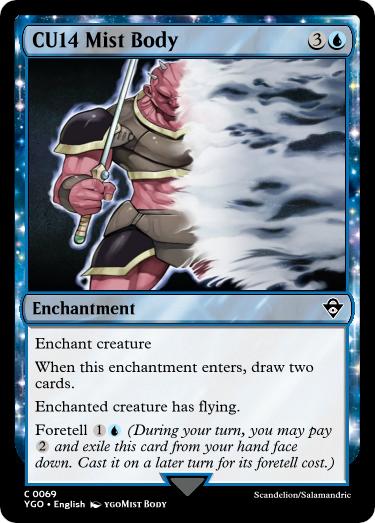 CU14 Mist Body 3
Enchantment
Enchant creature
When this enchantment enters, draw two
cards.
Enchanted creature has flying.
Foretell 1 (During your turn, you may pay
2 and exile this card from your hand face
down. Cast it on a later turn for its foretell cost.)
C 0069
YGO • English YGOMIST BODY
Scandelion/Salamandric